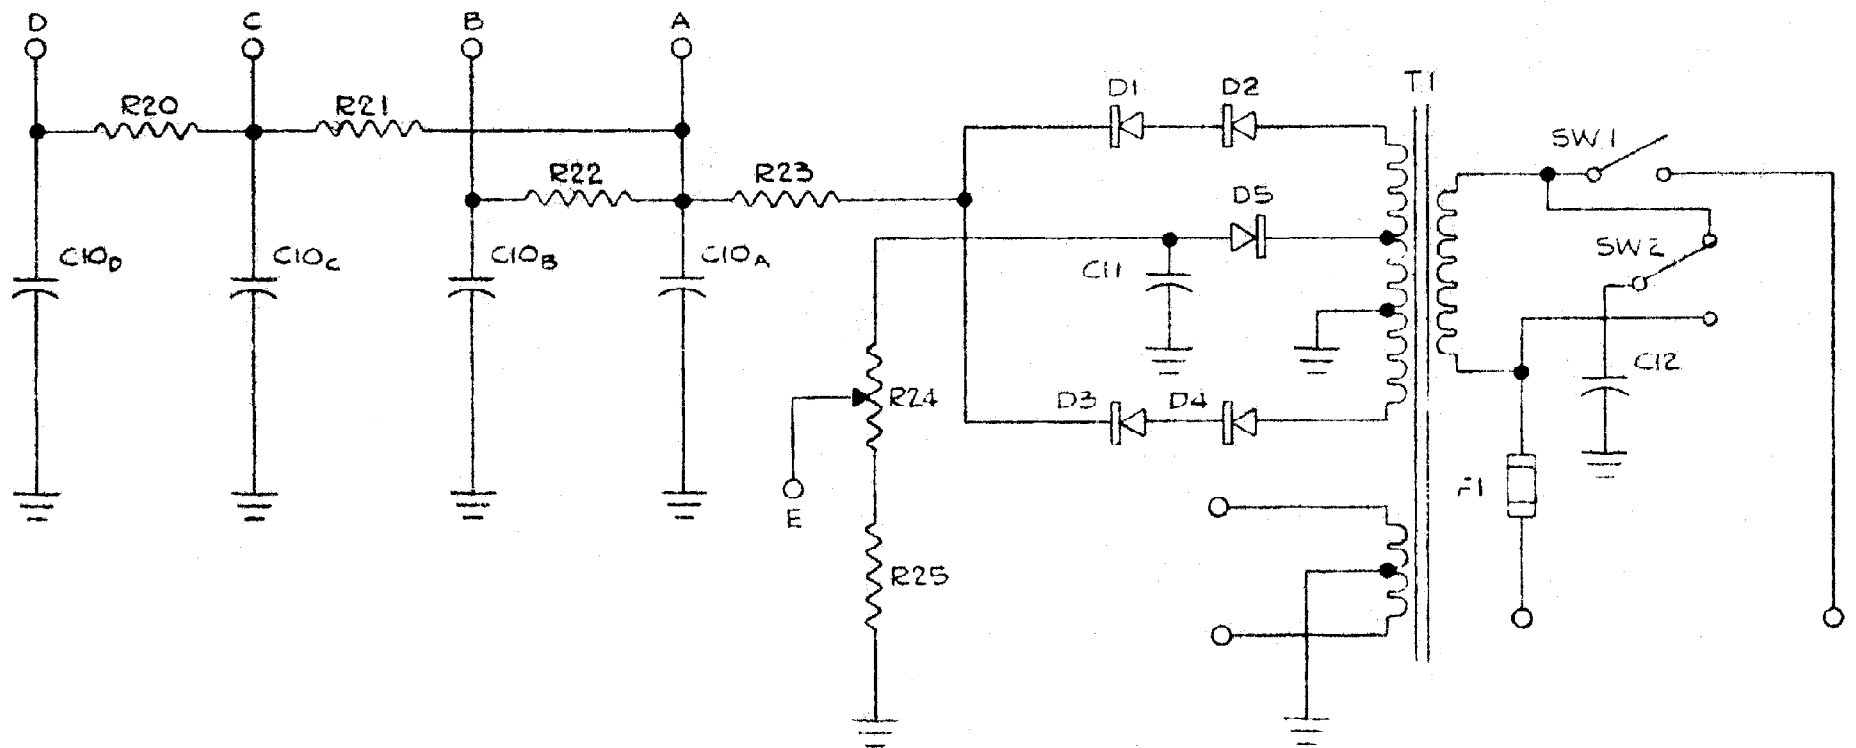 D C B A
R20 R21
R22 R23
C10D C10C C10B C10A
D1 D2 T1
SW1
D5
SW2
C11
C12
D3 D4
R24
E
F1
R25